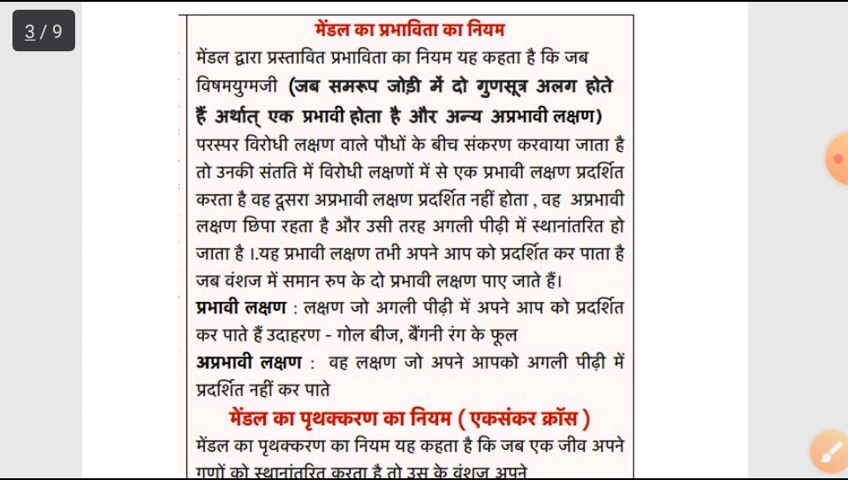 3 / 9
मेंडल का प्रभाविता का नियम
मेंडल द्वारा प्रस्तावित प्रभाविता का नियम यह कहता है कि जब
विषमयुग्मजी (जब समरूप जोड़ी में दो गुणसूत्र अलग होते
हैं अर्थात् एक प्रभावी होता है और अन्य अप्रभावी लक्षण)
परस्पर विरोधी लक्षण वाले पौधों के बीच संकरण करवाया जाता है
तो उनकी संतति में विरोधी लक्षणों में से एक प्रभावी लक्षण प्रदर्शित
करता है वह दूसरा अप्रभावी लक्षण प्रदर्शित नहीं होता , वह अप्रभावी
लक्षण छिपा रहता है और उसी तरह अगली पीढ़ी में स्थानांतरित हो
जाता है ।.यह प्रभावी लक्षण तभी अपने आप को प्रदर्शित कर पाता है
जब वंशज में समान रुप के दो प्रभावी लक्षण पाए जाते हैं।
प्रभावी लक्षण : लक्षण जो अगली पीढ़ी में अपने आप को प्रदर्शित
कर पाते हैं उदाहरण - गोल बीज, बैंगनी रंग के फूल
अप्रभावी लक्षण : वह लक्षण जो अपने आपको अगली पीढ़ी में
प्रदर्शित नहीं कर पाते
मेंडल का पृथक्करण का नियम ( एकसंकर क्रॉस )
मेंडल का पृथक्करण का नियम यह कहता है कि जब एक जीव अपने
गुणों को स्थानांतरित करता है तो उस के वंशज अपने